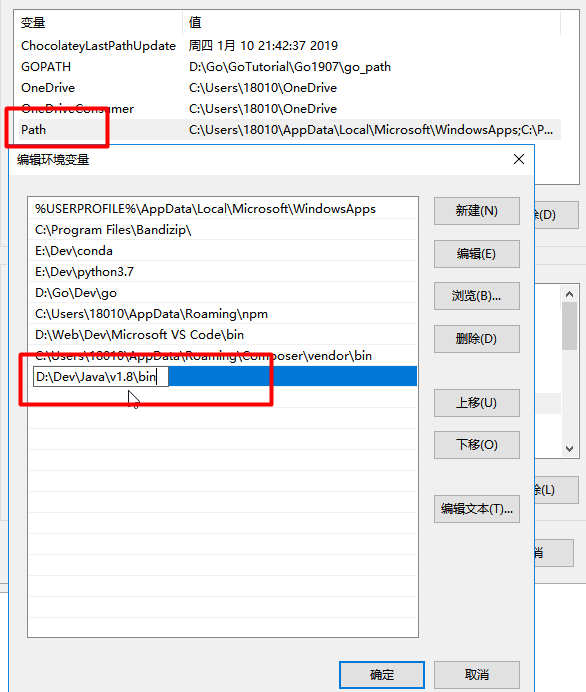 变量 值
ChocolateyLastPathUpdate 周四 1月 10 21:42:37 2019
GOPATH D:\Go\GoTutorial\Go1907\go_path
OneDrive C:\Users\18010\OneDrive
OneDriveConsumer C:\Users\18010\OneDrive
Path C:\Users\18010\AppData\Local\Microsoft\WindowsApps;C:\P...
编辑环境变量
%USERPROFILE%\AppData\Local\Microsoft\WindowsApps
C:\Program Files\Bandizip\
E:\Dev\conda
E:\Dev\python3.7
D:\Go\Dev\go
C:\Users\18010\AppData\Roaming\npm
D:\Web\Dev\Microsoft VS Code\bin
C:\Users\18010\AppData\Roaming\Composer\vendor\bin
D:\Dev\Java\v1.8\bin
新建(N)
编辑(E)
浏览(B)...
删除(D)
上移(U)
下移(O)
编辑文本(T)...
确定
取消
除(D)
除(L)
消